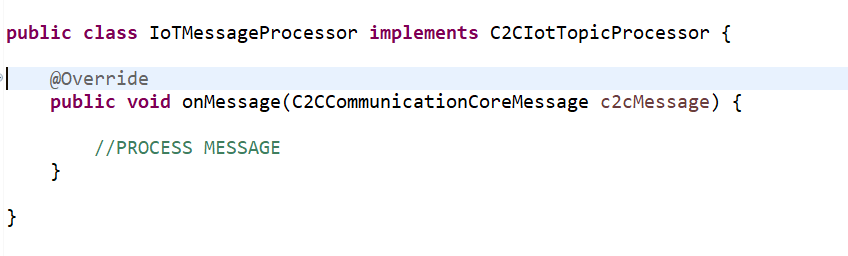 public class IoTMessageProcessor implements C2CIotTopicProcessor {
@Override
public void onMessage(C2CCommunicationCoreMessage c2cMessage) {
//PROCESS MESSAGE
}
}